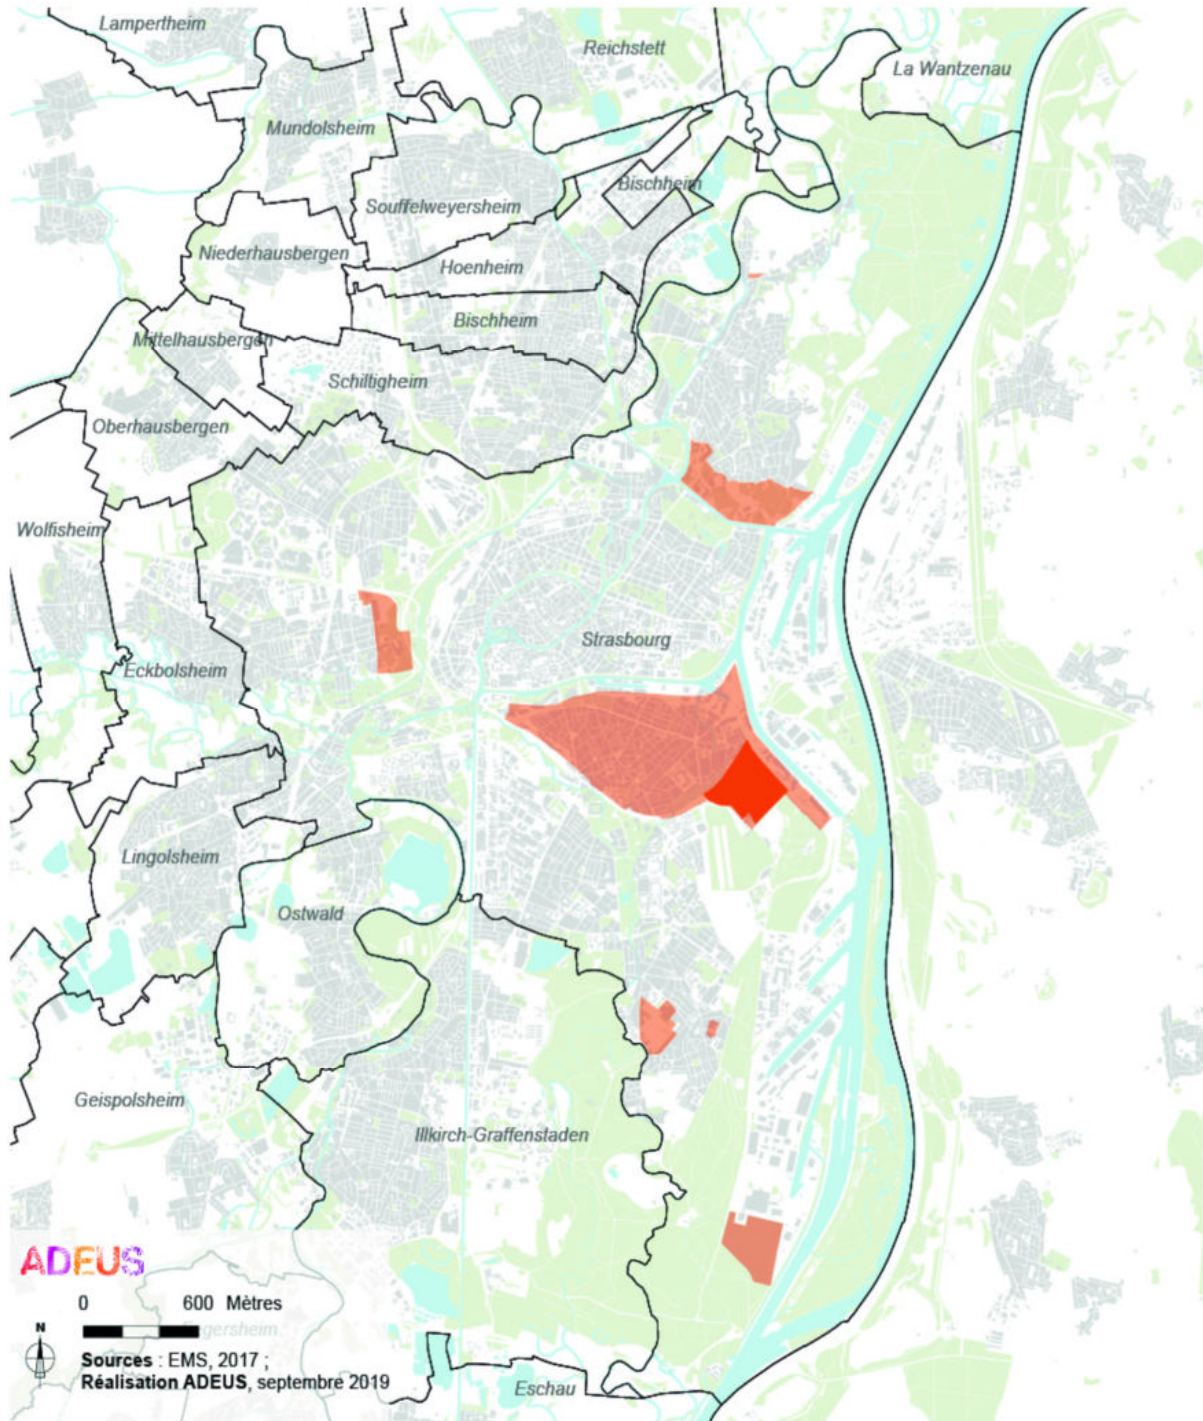 Lampertheim
Reichstett
La Wantzenau
Mundolsheim
Bischheim
Souffelweyersheim
Niederhausbergen
Hoenheim
Bischheim
Mittelhausbergen
Schiltigheim
Oberhausbergen
Wolfisheim
Strasbourg
Eckbolsheim
Lingolsheim
Ostwald
Geispolsheim
Illkirch-Graffenstaden
ADEUS
0 600 Mètres
N
Sources : EMS, 2017 ;
Réalisation ADEUS, septembre 2019
Eschau